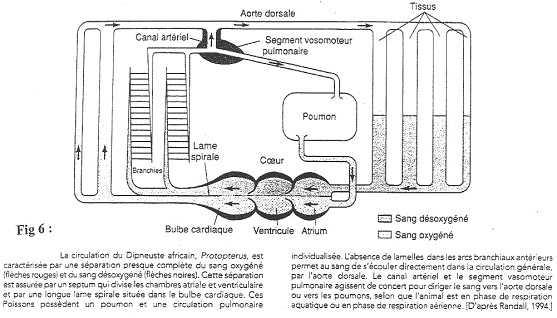 Aorte dorsale
Tissus
Canal artériel
Segment vosomoteur
pulmonaire
Poumon
Lame
spirale
Cœur
Branchies
Bulbe cardiaque
Ventricule
Atrium
Sang désoxygéné
Sang oxygéné
Fig 6 :
La circulation du Dipneuste africain, Protopterus, est
caractérisée par une séparation presque complète du sang oxygéné
(flèches rouges) et du sang désoxygéné (flèches noires). Cette séparation
est assurée par un septum qui divise les chambres atriale et ventriculaire
et par une longue lame spirale située dans le bulbe cardiaque. Ces
Poissons possèdent un poumon et une circulation pulmonaire
individualisée. L'absence de lamelles dans les arcs branchiaux antérieurs
permet au sang de s'écouler directement dans la circulation générale,
par l'aorte dorsale. Le canal artériel et le segment vasomoteur
pulmonaire agissent de concert pour diriger le sang vers l'aorte dorsale
ou vers les poumons, selon que l'animal est en phase de respiration
aquatique ou en phase de respiration aérienne. [D'après Randall, 1994.]